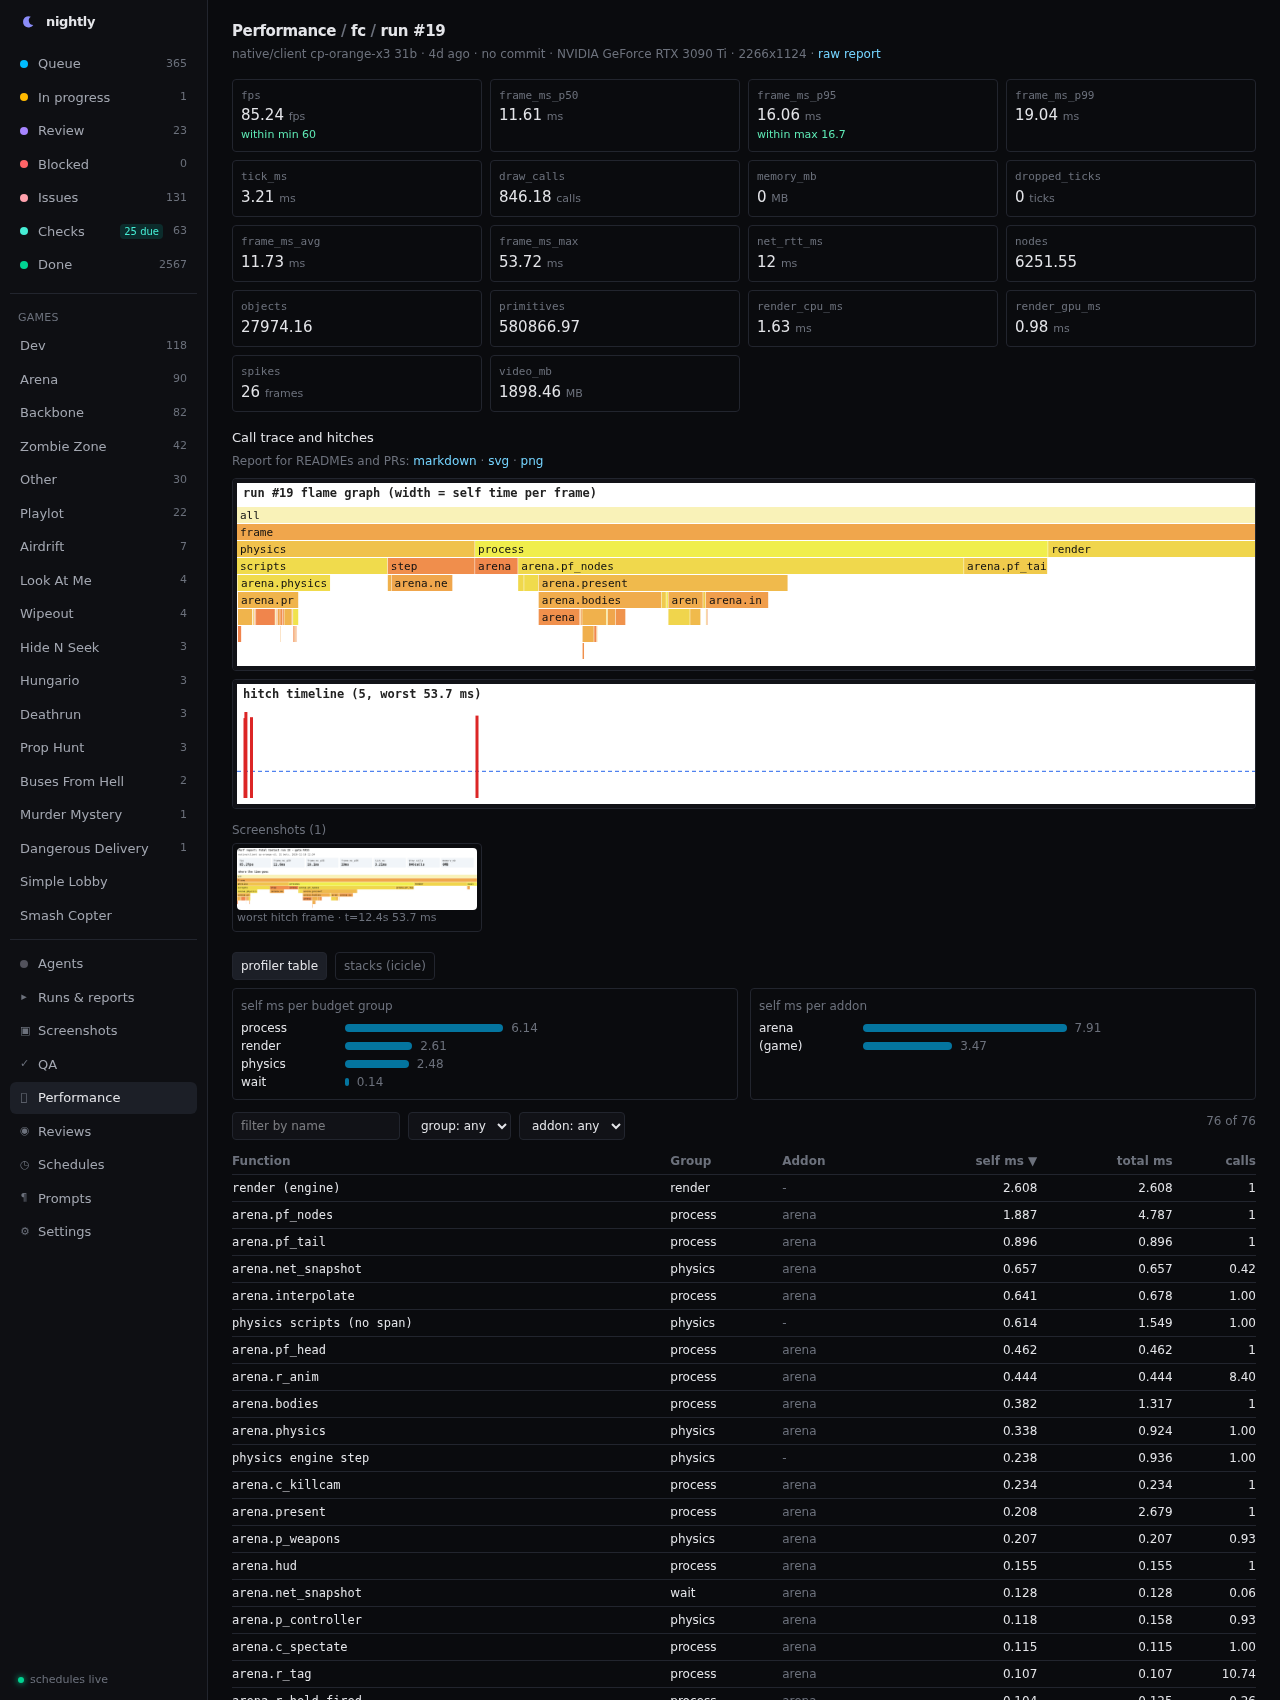 nightly
Queue 365
In progress 1
Review 23
Blocked 0
Issues 131
Checks 25 due 63
Done 2567
GAMES
Dev 118
Arena 90
Backbone 82
Zombie Zone 42
Other 30
Playlot 22
Airdrift 7
Look At Me 4
Wipeout 4
Hide N Seek 3
Hungario 3
Deathrun 3
Prop Hunt 3
Buses From Hell 2
Murder Mystery 1
Dangerous Delivery 1
Simple Lobby
Smash Copter
Agents
Runs & reports
Screenshots
QA
Performance
Reviews
Schedules
Prompts
Settings
schedules live
Performance / fc / run #19
native/client cp-orange-x3 31b · 4d ago · no commit · NVIDIA GeForce RTX 3090 Ti · 2266x1124 · raw report
fps
85.24 fps
within min 60
frame_ms_p50
11.61 ms
frame_ms_p95
16.06 ms
within max 16.7
frame_ms_p99
19.04 ms
tick_ms
3.21 ms
draw_calls
846.18 calls
memory_mb
0 MB
dropped_ticks
0 ticks
frame_ms_avg
11.73 ms
frame_ms_max
53.72 ms
net_rtt_ms
12 ms
nodes
6251.55
objects
27974.16
primitives
580866.97
render_cpu_ms
1.63 ms
render_gpu_ms
0.98 ms
spikes
26 frames
video_mb
1898.46 MB
Call trace and hitches
Report for READMEs and PRs: markdown · svg · png
run #19 flame graph (width = self time per frame)
all
frame
physics process render
scripts step arena arena.pf_nodes arena.pf_tai
arena.physics arena.ne arena.present
arena.pr arena.bodies aren arena.in
arena
hitch timeline (5, worst 53.7 ms)
Screenshots (1)
worst hitch frame · t=12.4s 53.7 ms
profiler table stacks (icicle)
self ms per budget group
process 6.14
render 2.61
physics 2.48
wait 0.14
self ms per addon
arena 7.91
(game) 3.47
filter by name group: any addon: any 76 of 76
Function Group Addon self ms ▼ total ms calls
render (engine) render - 2.608 2.608 1
arena.pf_nodes process arena 1.887 4.787 1
arena.pf_tail process arena 0.896 0.896 1
arena.net_snapshot physics arena 0.657 0.657 0.42
arena.interpolate process arena 0.641 0.678 1.00
physics scripts (no span) physics - 0.614 1.549 1.00
arena.pf_head process arena 0.462 0.462 1
arena.r_anim process arena 0.444 0.444 8.40
arena.bodies process arena 0.382 1.317 1
arena.physics physics arena 0.338 0.924 1.00
physics engine step physics - 0.238 0.936 1.00
arena.c_killcam process arena 0.234 0.234 1
arena.present process arena 0.208 2.679 1
arena.p_weapons physics arena 0.207 0.207 0.93
arena.hud process arena 0.155 0.155 1
arena.net_snapshot wait arena 0.128 0.128 0.06
arena.p_controller physics arena 0.118 0.158 0.93
arena.c_spectate process arena 0.115 0.115 1.00
arena.r_tag process arena 0.107 0.107 10.74